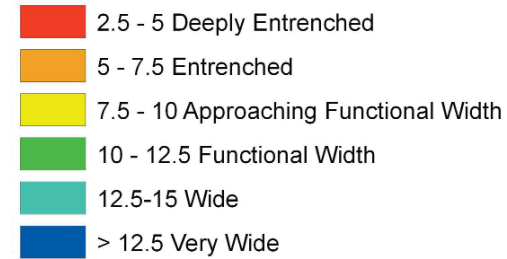 2.5 - 5 Deeply Entrenched
5 - 7.5 Entrenched
7.5 - 10 Approaching Functional Width
10 - 12.5 Functional Width
12.5-15 Wide
> 12.5 Very Wide